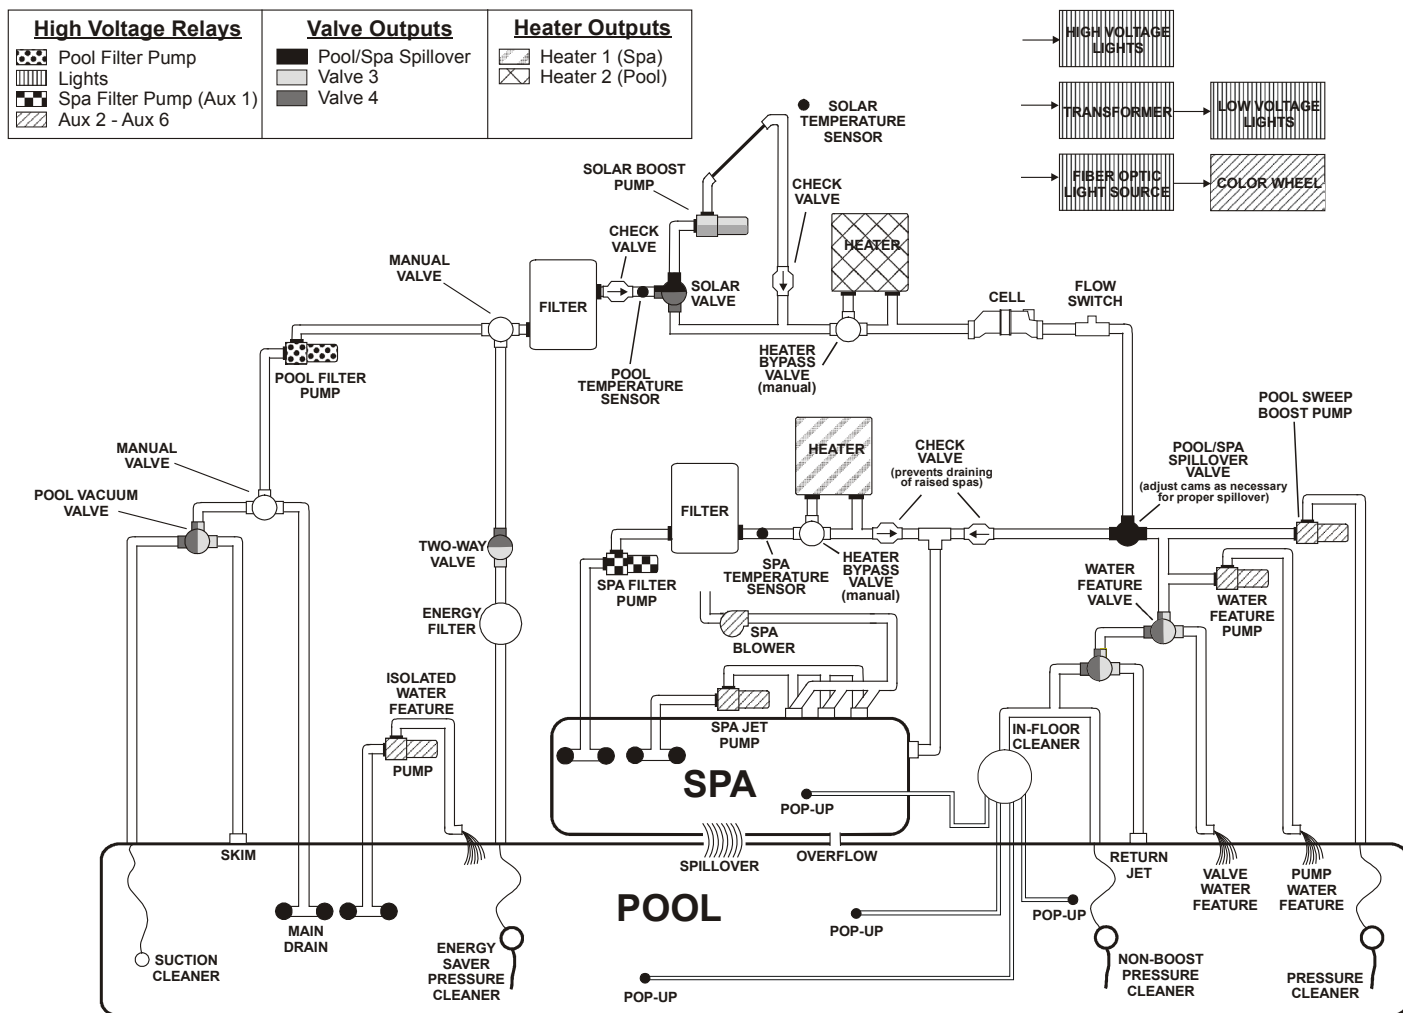 High Voltage Relays
Pool Filter Pump
Lights
Spa Filter Pump (Aux 1)
Aux 2 - Aux 6
Valve Outputs
Pool/Spa Spillover
Valve 3
Valve 4
Heater Outputs
Heater 1 (Spa)
Heater 2 (Pool)
HIGH VOLTAGE
LIGHTS
TRANSFORMER
LOW VOLTAGE
LIGHTS
FIBER OPTIC
LIGHT SOURCE
COLOR WHEEL
SOLAR
TEMPERATURE
SENSOR
SOLAR BOOST
PUMP
CHECK
VALVE
CHECK
VALVE
MANUAL
VALVE
FILTER
SOLAR
VALVE
HEATER
CELL
FLOW
SWITCH
POOL FILTER
PUMP
POOL
TEMPERATURE
SENSOR
HEATER
BYPASS
VALVE
(manual)
POOL SWEEP
BOOST PUMP
MANUAL
VALVE
POOL VACUUM
VALVE
FILTER
HEATER
CHECK
VALVE
(prevents draining
of raised spas)
POOL/SPA
SPILLOVER
VALVE
(adjust cams as necessary
for proper spillover)
TWO-WAY
VALVE
SPA FILTER
PUMP
SPA
TEMPERATURE
SENSOR
HEATER
BYPASS
VALVE
(manual)
WATER
FEATURE
VALVE
WATER
FEATURE
PUMP
ENERGY
FILTER
SPA
BLOWER
ISOLATED
WATER
FEATURE
PUMP
SPA JET
PUMP
IN-FLOOR
CLEANER
SPA
POP-UP
SKIM
SPILLOVER
OVERFLOW
RETURN
JET
VALVE
WATER
FEATURE
PUMP
WATER
FEATURE
POOL
POP-UP
POP-UP
POP-UP
MAIN
DRAIN
SUCTION
CLEANER
ENERGY
SAVER
PRESSURE
CLEANER
NON-BOOST
PRESSURE
CLEANER
PRESSURE
CLEANER